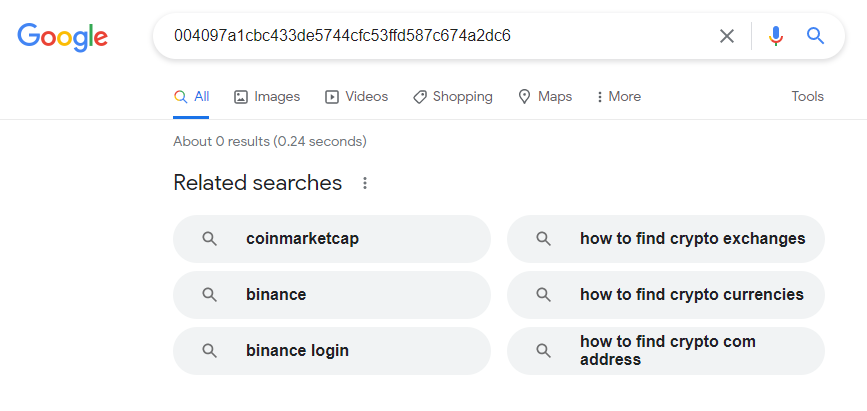 Google
004097a1cbc433de5744cfc53ffd587c674a2dc6
All Images Videos Shopping Maps More Tools
About 0 results (0.24 seconds)
Related searches
coinmarketcap
how to find crypto exchanges
binance
how to find crypto currencies
binance login
how to find crypto com
address